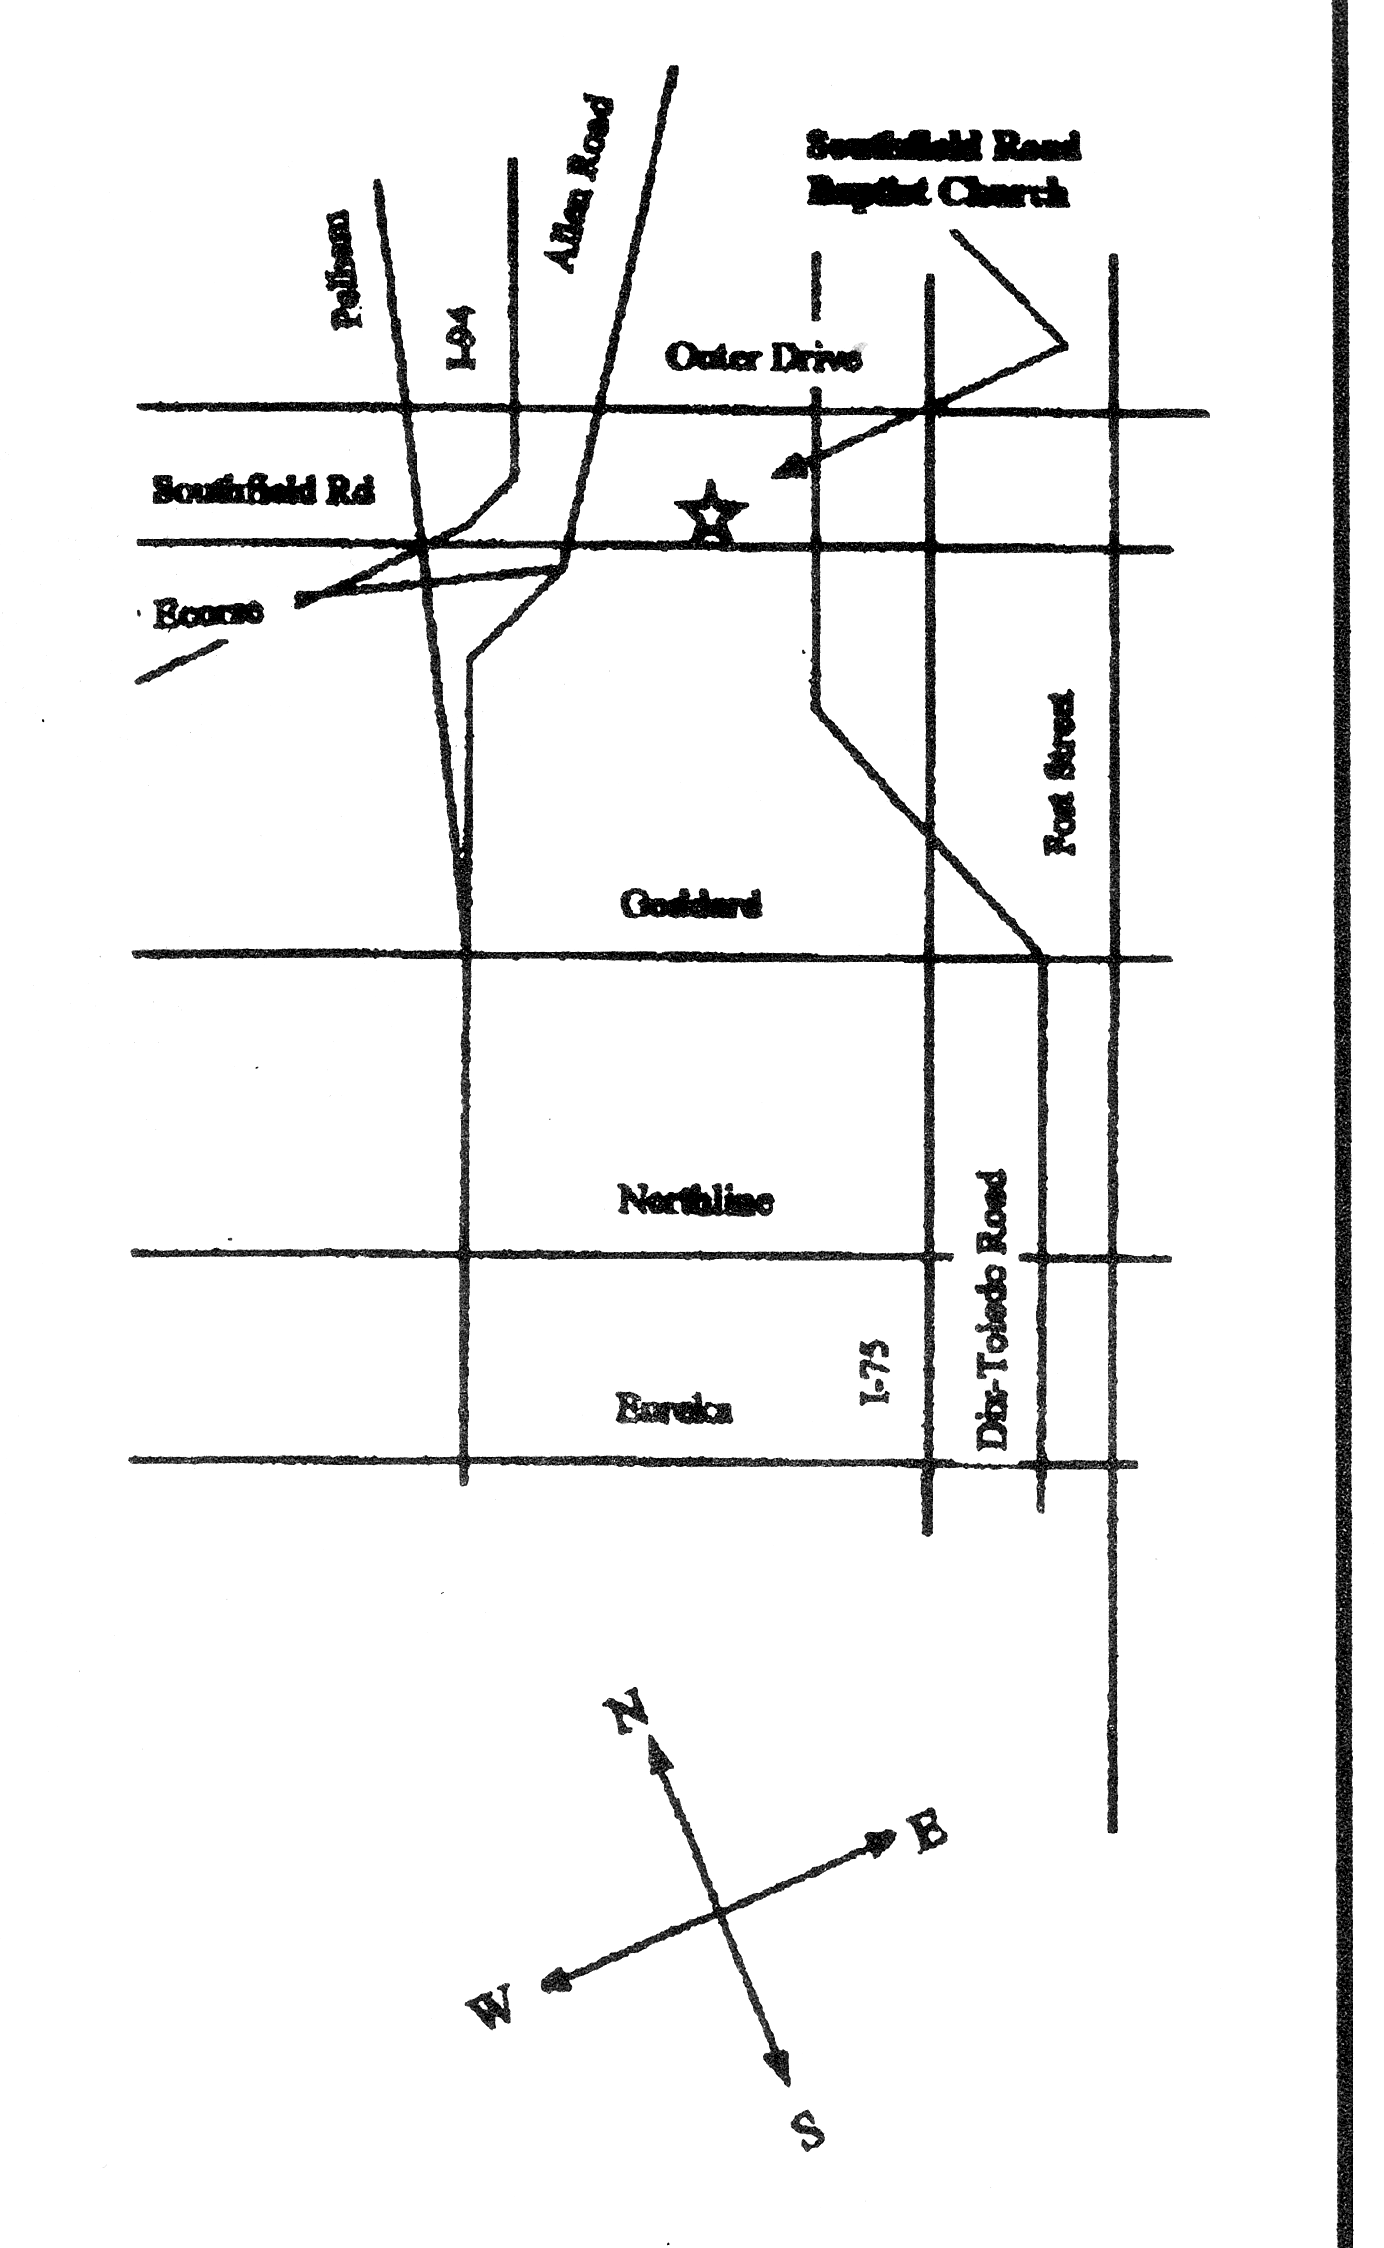 Southfield Road
Baptist Church
Pelham
I-94
Allen Road
Outer Drive
Southfield Rd
Ecorse
Fort Street
Goddard
Northline
I-75
Dix-Toledo Road
Eureka
N
E
W
S